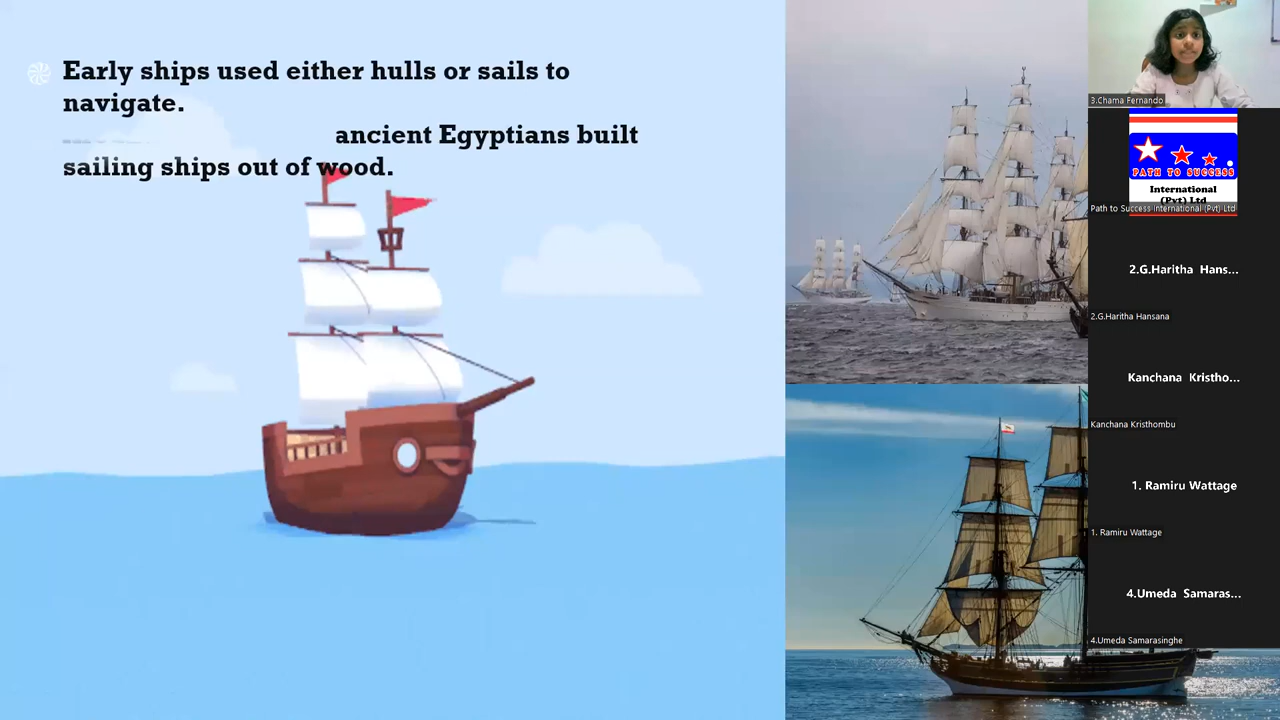 Early ships used either hulls or sails to
navigate.
ancient Egyptians built
sailing ships out of wood.
3.Chama Fernando
PATH TO SUCCESS
International
(Pvt) Ltd
Path to Success International (Pvt) Ltd
2.G.Haritha Hans...
2.G.Haritha Hansana
Kanchana Kristho...
Kanchana Kristhombu
1. Ramiru Wattage
1. Ramiru Wattage
4.Umeda Samaras...
4.Umeda Samarasinghe